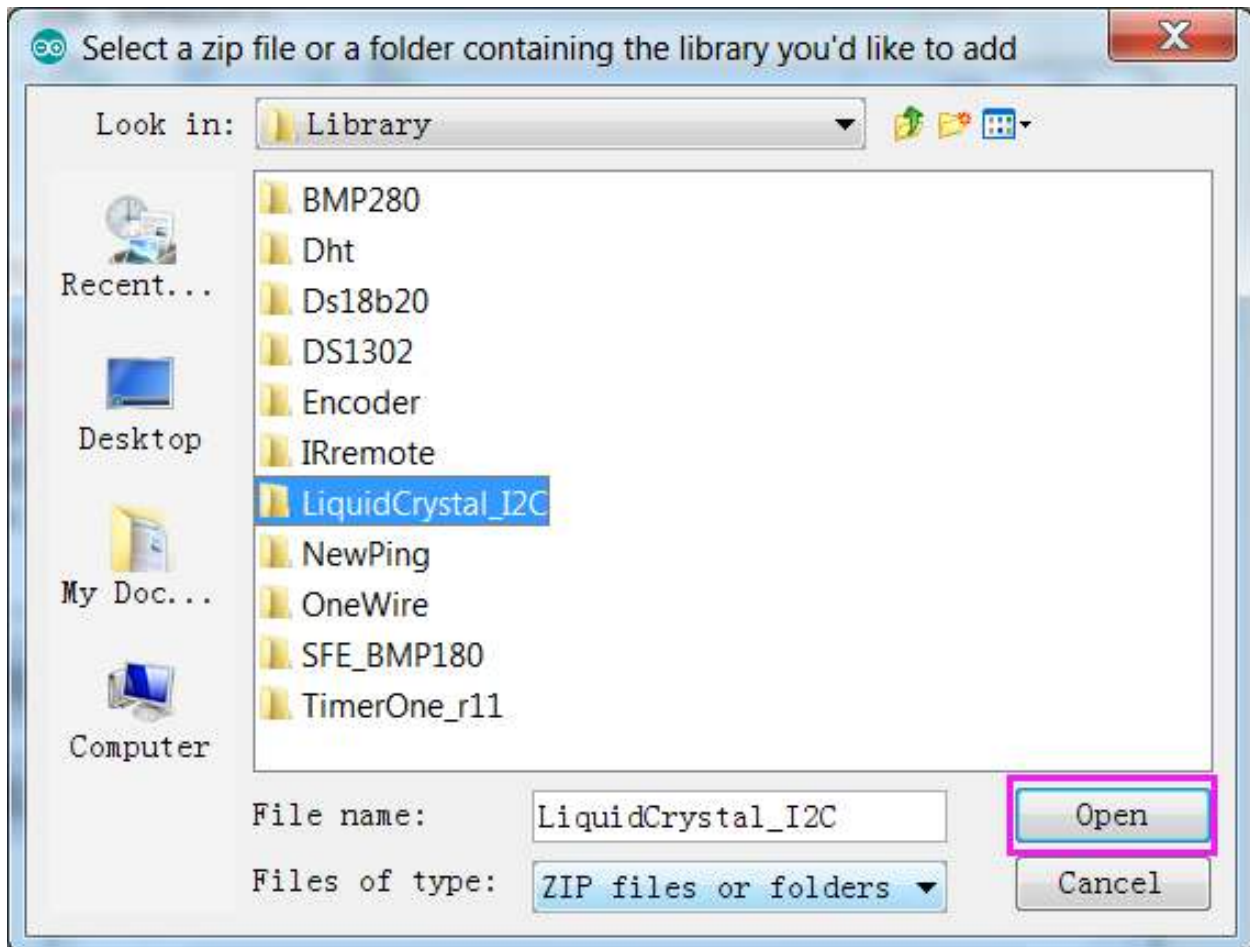 Select a zip file or a folder containing the library you'd like to add
Look in: Library
BMP280
Dht
Ds18b20
DS1302
Encoder
IRremote
LiquidCrystal_I2C
NewPing
OneWire
SFE_BMP180
TimerOne_r11
Recent...
Desktop
My Doc...
Computer
File name: LiquidCrystal_I2C
Open
Files of type: ZIP files or folders
Cancel